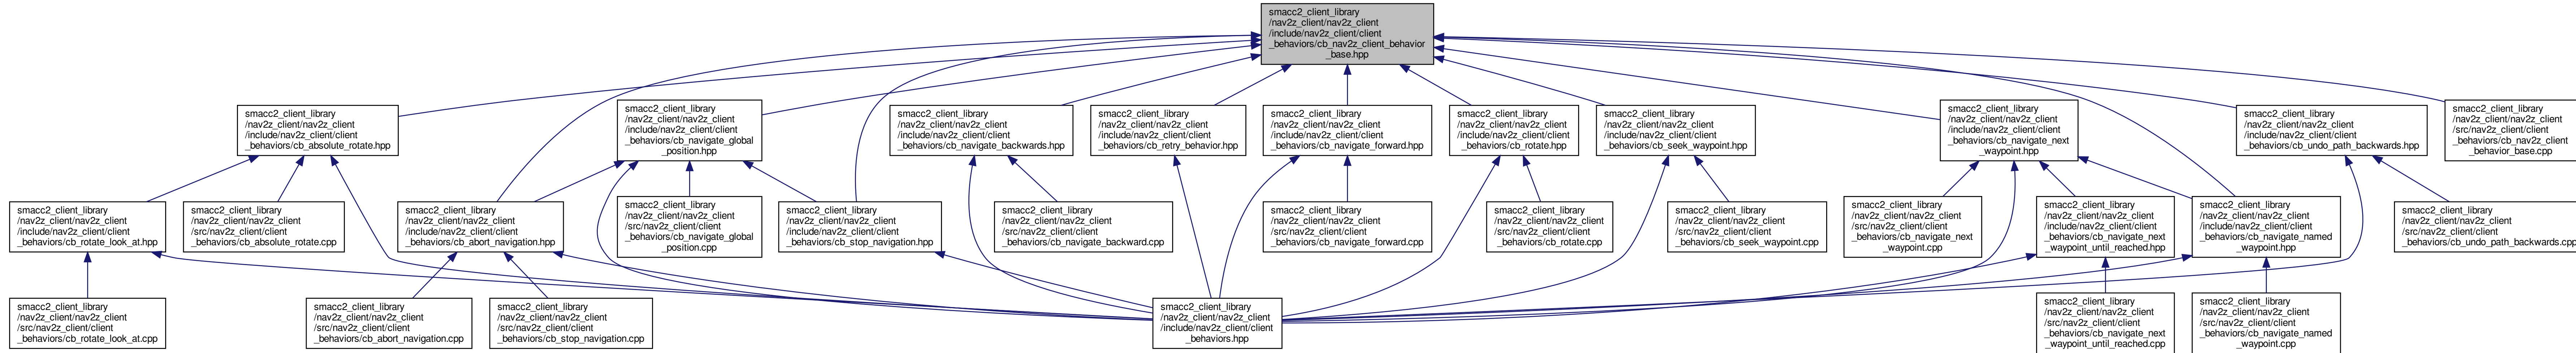 smacc2_client_library
/nav2z_client/nav2z_client
/include/nav2z_client/client
_behaviors/cb_nav2z_client_behavior
_base.hpp
smacc2_client_library
/nav2z_client/nav2z_client
/include/nav2z_client/client
_behaviors/cb_absolute_rotate.hpp
smacc2_client_library
/nav2z_client/nav2z_client
/include/nav2z_client/client
_behaviors/cb_navigate_global
_position.hpp
smacc2_client_library
/nav2z_client/nav2z_client
/include/nav2z_client/client
_behaviors/cb_navigate_backwards.hpp
smacc2_client_library
/nav2z_client/nav2z_client
/include/nav2z_client/client
_behaviors/cb_retry_behavior.hpp
smacc2_client_library
/nav2z_client/nav2z_client
/include/nav2z_client/client
_behaviors/cb_navigate_forward.hpp
smacc2_client_library
/nav2z_client/nav2z_client
/include/nav2z_client/client
_behaviors/cb_rotate.hpp
smacc2_client_library
/nav2z_client/nav2z_client
/include/nav2z_client/client
_behaviors/cb_seek_waypoint.hpp
smacc2_client_library
/nav2z_client/nav2z_client
/include/nav2z_client/client
_behaviors/cb_navigate_next
_waypoint.hpp
smacc2_client_library
/nav2z_client/nav2z_client
/include/nav2z_client/client
_behaviors/cb_undo_path_backwards.hpp
smacc2_client_library
/nav2z_client/nav2z_client
/src/nav2z_client/client
_behaviors/cb_nav2z_client
_behavior_base.cpp
smacc2_client_library
/nav2z_client/nav2z_client
/include/nav2z_client/client
_behaviors/cb_rotate_look_at.hpp
smacc2_client_library
/nav2z_client/nav2z_client
/src/nav2z_client/client
_behaviors/cb_absolute_rotate.cpp
smacc2_client_library
/nav2z_client/nav2z_client
/include/nav2z_client/client
_behaviors/cb_abort_navigation.hpp
smacc2_client_library
/nav2z_client/nav2z_client
/src/nav2z_client/client
_behaviors/cb_navigate_global
_position.cpp
smacc2_client_library
/nav2z_client/nav2z_client
/include/nav2z_client/client
_behaviors/cb_stop_navigation.hpp
smacc2_client_library
/nav2z_client/nav2z_client
/src/nav2z_client/client
_behaviors/cb_navigate_backward.cpp
smacc2_client_library
/nav2z_client/nav2z_client
/src/nav2z_client/client
_behaviors/cb_navigate_forward.cpp
smacc2_client_library
/nav2z_client/nav2z_client
/src/nav2z_client/client
_behaviors/cb_rotate.cpp
smacc2_client_library
/nav2z_client/nav2z_client
/src/nav2z_client/client
_behaviors/cb_seek_waypoint.cpp
smacc2_client_library
/nav2z_client/nav2z_client
/src/nav2z_client/client
_behaviors/cb_navigate_next
_waypoint.cpp
smacc2_client_library
/nav2z_client/nav2z_client
/include/nav2z_client/client
_behaviors/cb_navigate_next
_waypoint_until_reached.hpp
smacc2_client_library
/nav2z_client/nav2z_client
/include/nav2z_client/client
_behaviors/cb_navigate_named
_waypoint.hpp
smacc2_client_library
/nav2z_client/nav2z_client
/src/nav2z_client/client
_behaviors/cb_undo_path_backwards.cpp
smacc2_client_library
/nav2z_client/nav2z_client
/src/nav2z_client/client
_behaviors/cb_rotate_look_at.cpp
smacc2_client_library
/nav2z_client/nav2z_client
/src/nav2z_client/client
_behaviors/cb_abort_navigation.cpp
smacc2_client_library
/nav2z_client/nav2z_client
/src/nav2z_client/client
_behaviors/cb_stop_navigation.cpp
smacc2_client_library
/nav2z_client/nav2z_client
/include/nav2z_client/client
_behaviors.hpp
smacc2_client_library
/nav2z_client/nav2z_client
/src/nav2z_client/client
_behaviors/cb_navigate_next
_waypoint_until_reached.cpp
smacc2_client_library
/nav2z_client/nav2z_client
/src/nav2z_client/client
_behaviors/cb_navigate_named
_waypoint.cpp